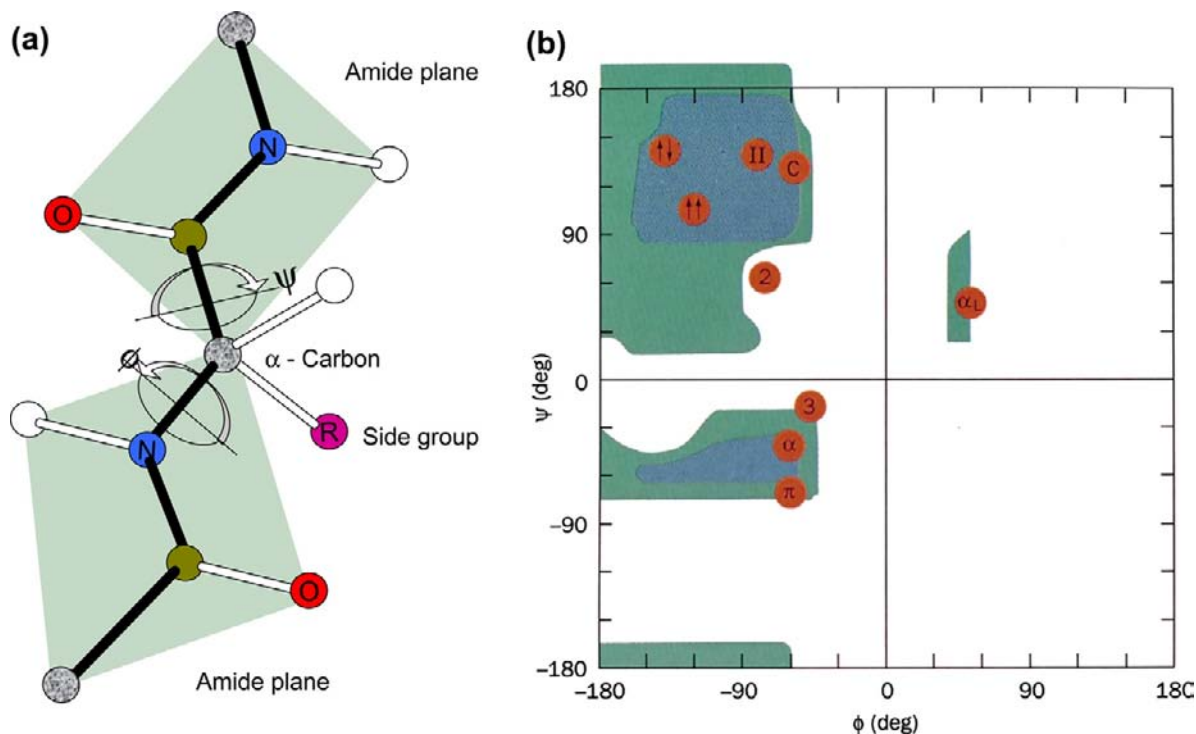 (a)
Amide plane
N
O
ψ
ϕ
α - Carbon
R
Side group
N
O
Amide plane
(b)
180
↑↓
II
C
↑↑
90
2
α_L
ψ (deg)
0
3
α
π
−90
−180
−180
−90
0
90
180
ϕ (deg)